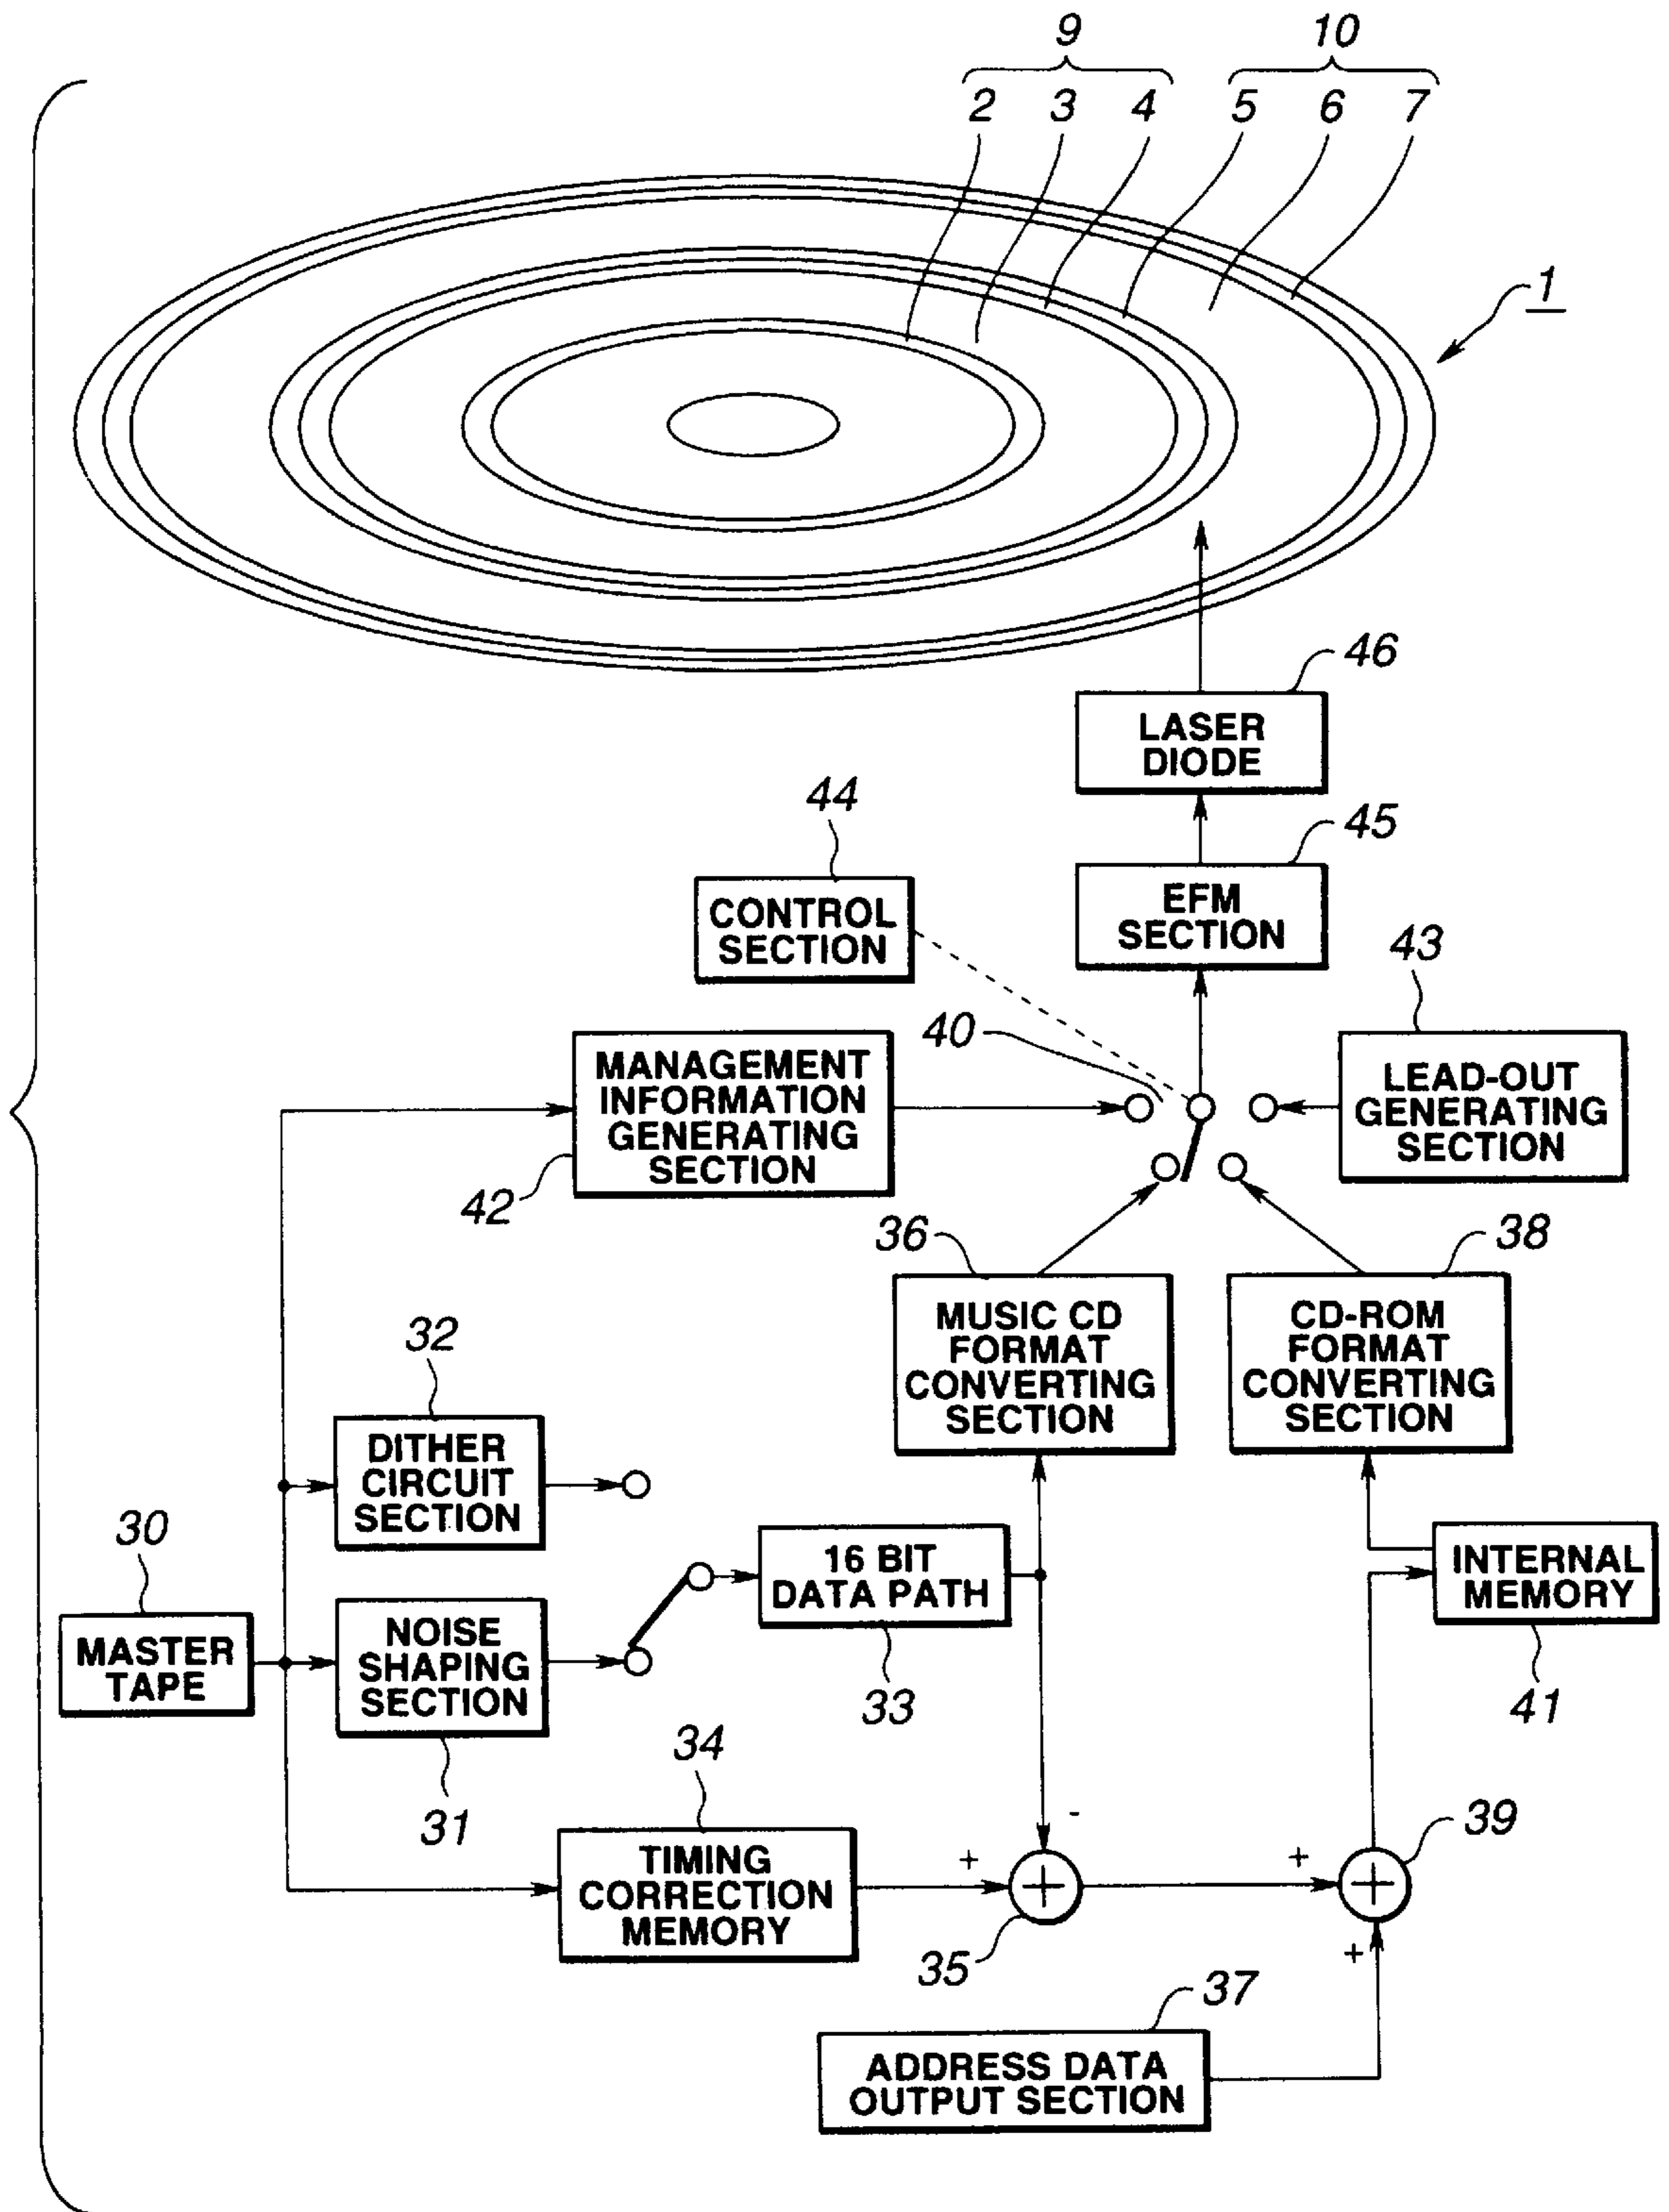 9 10
2 3 4 5 6 7
1
46
LASER
DIODE
44
45
CONTROL
SECTION
EFM
SECTION
43
40
MANAGEMENT
INFORMATION
GENERATING
SECTION
LEAD-OUT
GENERATING
SECTION
42
36
38
MUSIC CD
FORMAT
CONVERTING
SECTION
CD-ROM
FORMAT
CONVERTING
SECTION
32
DITHER
CIRCUIT
SECTION
30
16 BIT
DATA PATH
INTERNAL
MEMORY
MASTER
TAPE
NOISE
SHAPING
SECTION
33
41
31
34
-
39
TIMING
CORRECTION
MEMORY
+
+
+
+
35
+
37
ADDRESS DATA
OUTPUT SECTION